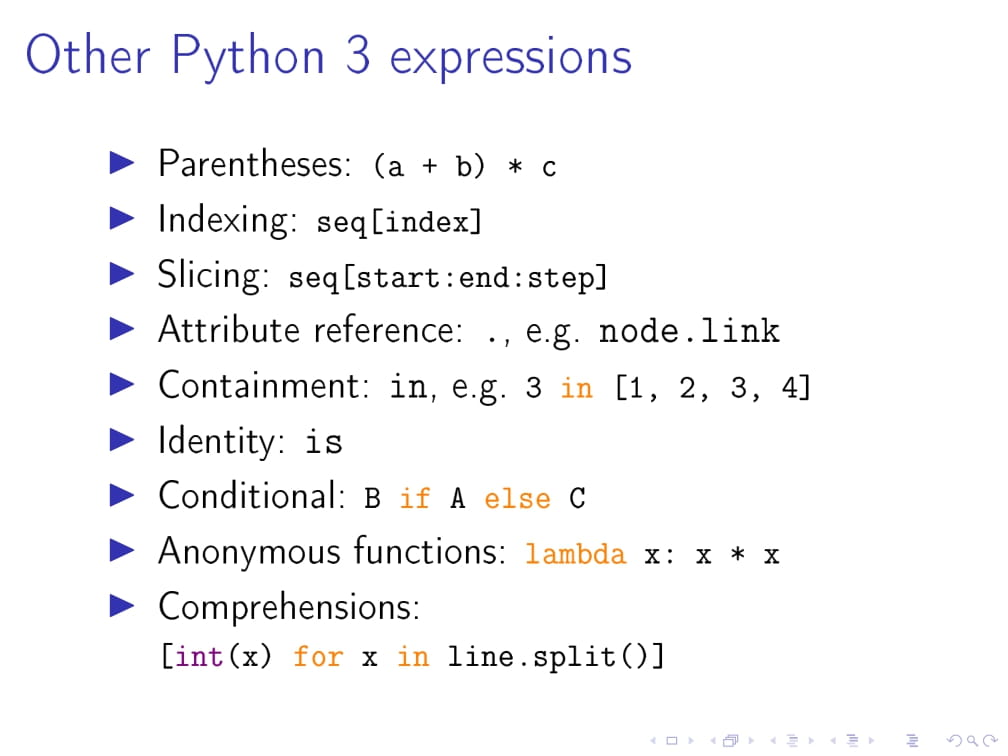 Other Python 3 expressions
Parentheses: (a + b) * c
Indexing: seq[index]
Slicing: seq[start:end:step]
Attribute reference: ., e.g. node.link
Containment: in, e.g. 3 in [1, 2, 3, 4]
Identity: is
Conditional: B if A else C
Anonymous functions: lambda x: x * x
Comprehensions:
[int(x) for x in line.split()]